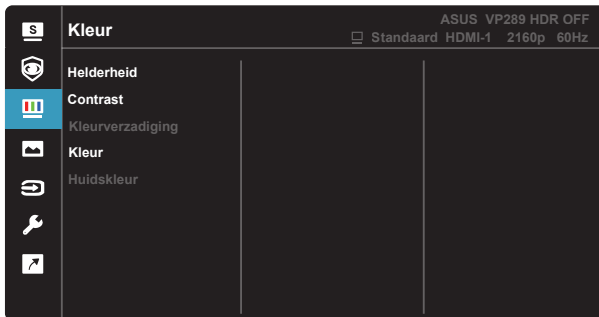 S
Kleur
ASUS VP289 HDR OFF
Standaard HDMI-1 2160p 60Hz
Helderheid
Contrast
Kleurverzadiging
Kleur
Huidskleur